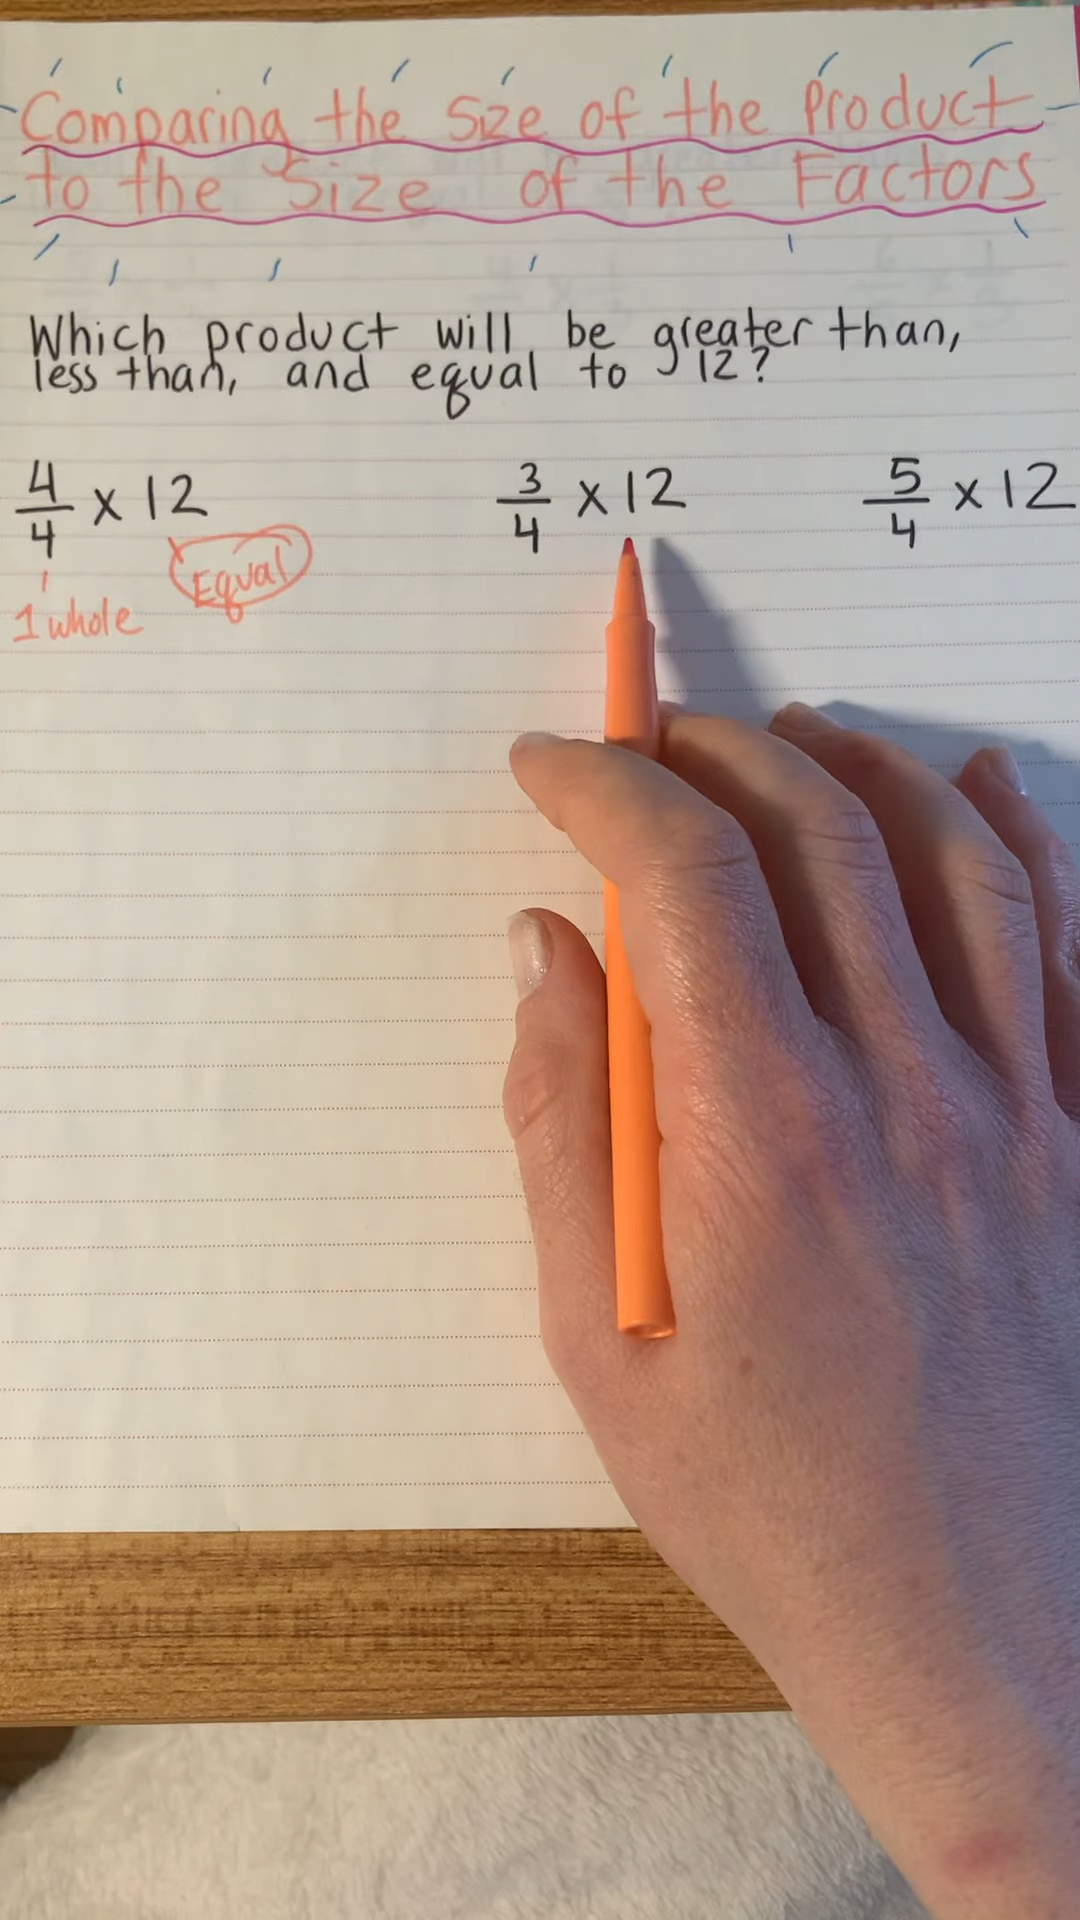 Comparing the Size of the Product
to the Size of the Factors
Which product will be greater than,
less than, and equal to 12?
4/4 x 12
3/4 x 12
5/4 x 12
1 whole
Equal